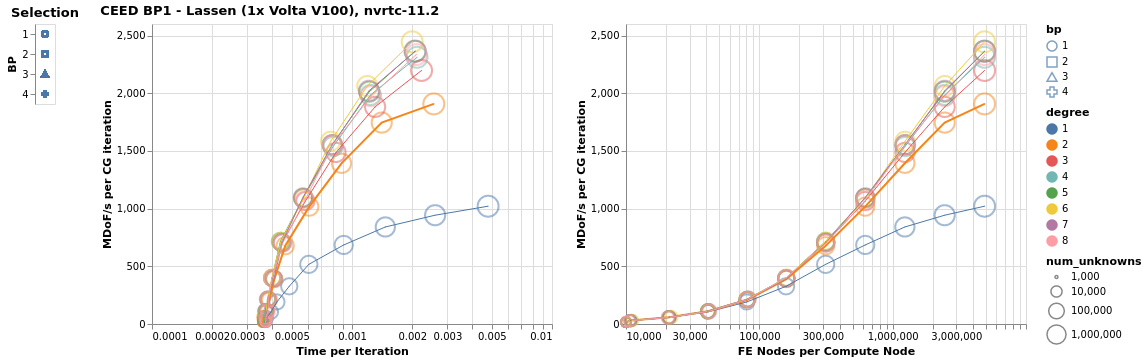 Selection
BP
1
2
3
4
CEED BP1 - Lassen (1x Volta V100), nvrtc-11.2
MDoF/s per CG iteration
2,500
2,000
1,500
1,000
500
0
0.0001 0.0002 0.0003 0.0005 0.001 0.002 0.003 0.005 0.01
Time per Iteration
MDoF/s per CG iteration
2,500
2,000
1,500
1,000
500
0
10,000 30,000 100,000 300,000 1,000,000 3,000,000
FE Nodes per Compute Node
bp
1
2
3
4
degree
1
2
3
4
5
6
7
8
num_unknowns
1,000
10,000
100,000
1,000,000